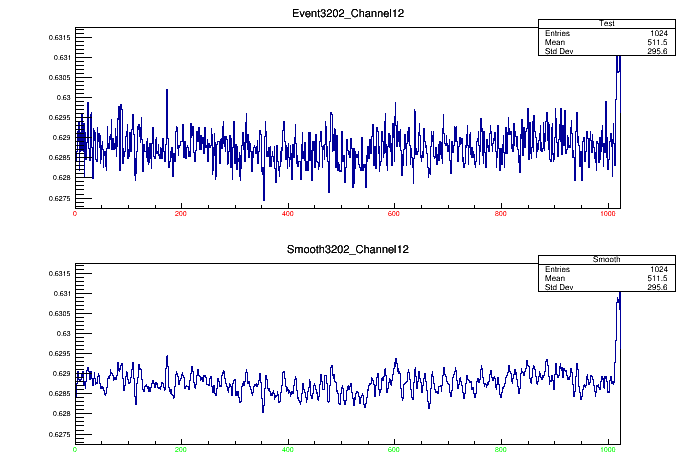 Event3202_Channel12
Test
Entries 1024
Mean 511.5
Std Dev 295.6
0.6315
0.631
0.6305
0.63
0.6295
0.629
0.6285
0.628
0.6275
0 200 400 600 800 1000
Smooth3202_Channel12
Smooth
Entries 1024
Mean 511.5
Std Dev 295.6
0.6315
0.631
0.6305
0.63
0.6295
0.629
0.6285
0.628
0.6275
0 200 400 600 800 1000